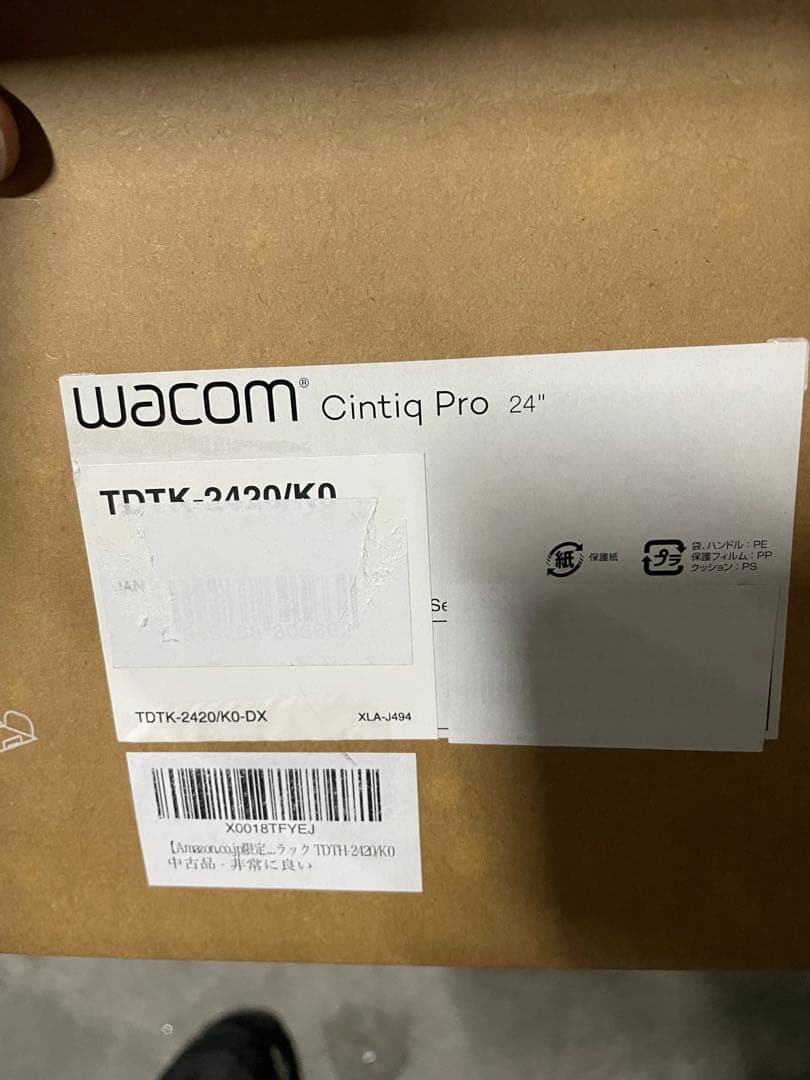 wacom® Cintiq Pro 24"
TDTK-2420/K0
紙 保護紙
プラ 袋、ハンドル：PE
保護フィルム：PP
クッション：PS
JAN
Se
TDTK-2420/K0-DX XLA-J494
X0018TFYEJ
【Amazon.co.jp限定...ラック TDTH-2420/K0
中古品 - 非常に良い